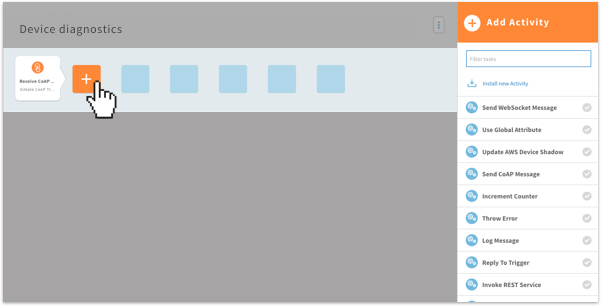 Device diagnostics
Receive CoAP ...
Simple CoAP Tr...
Add Activity
Filter tasks
Install new Activity
Send WebSocket Message
Use Global Attribute
Update AWS Device Shadow
Send CoAP Message
Increment Counter
Throw Error
Log Message
Reply To Trigger
Invoke REST Service